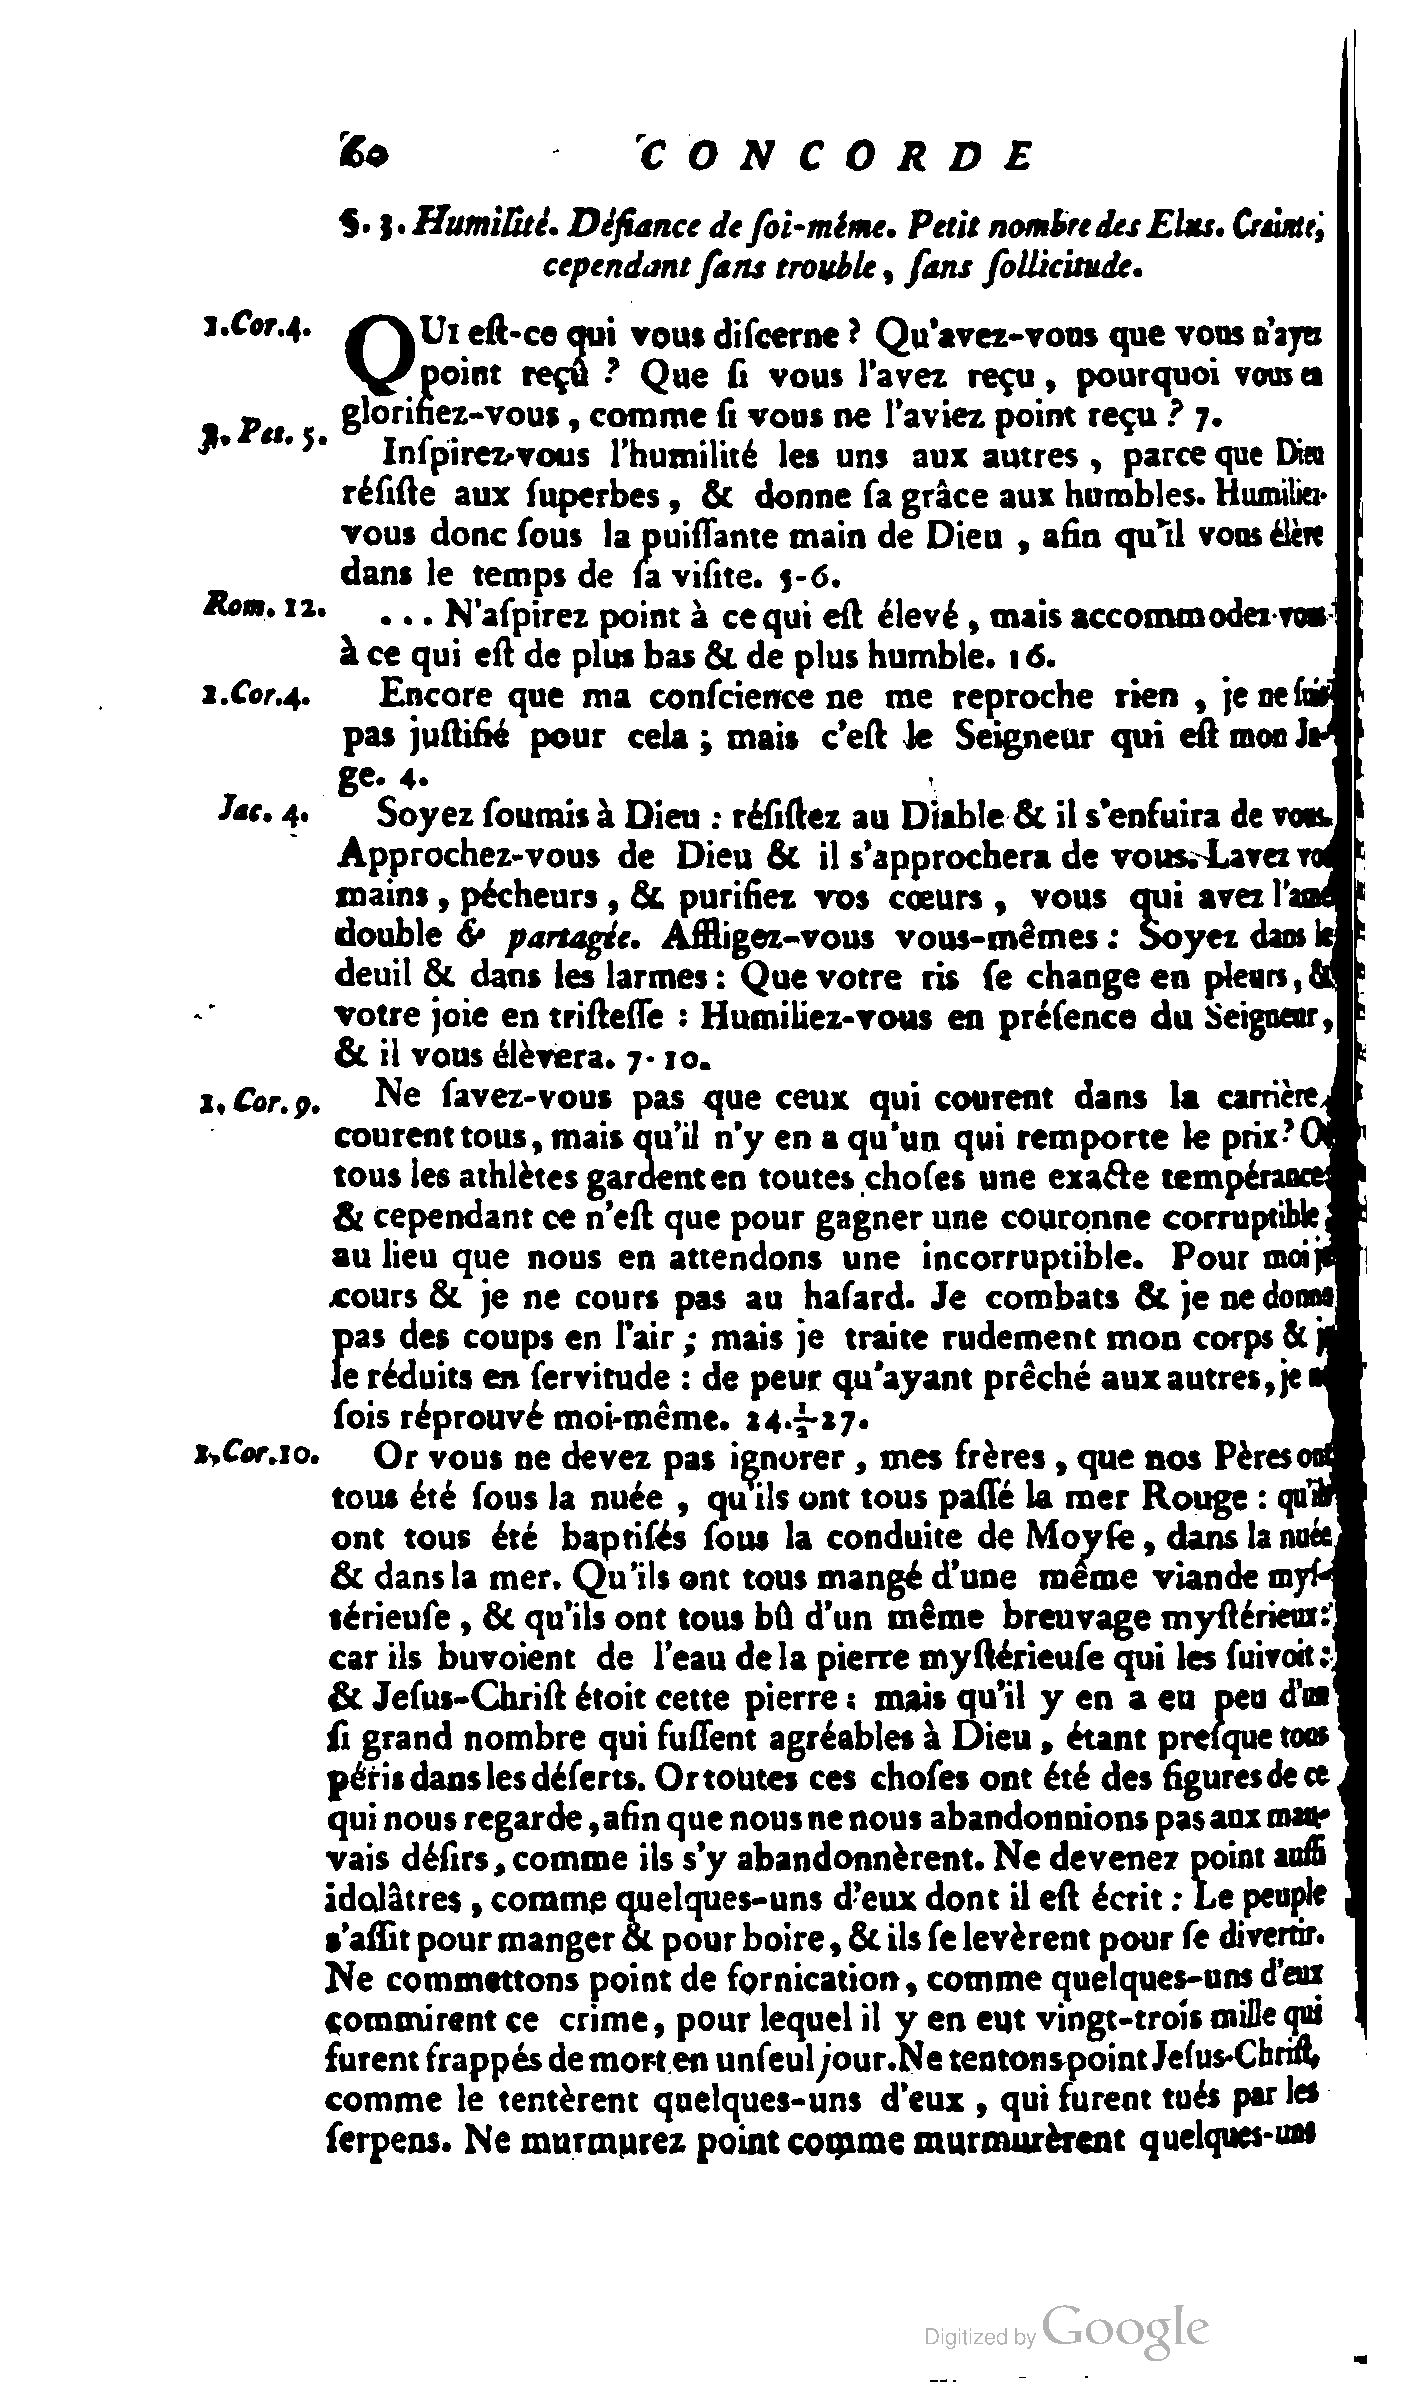 60 CONCORDE
§. 3. Humilité. Défiance de ſoi-même. Petit nombre des Elus. Crainte,
cependant ſans trouble, ſans ſollicitude.
1. Cor. 4. QUI eſt-ce qui vous diſcerne ? Qu'avez-vous que vous n'ayez
point reçû ? Que ſi vous l'avez reçu, pourquoi vous en
glorifiez-vous, comme ſi vous ne l'aviez point reçu ? 7.
Pet. 5. Inſpirez-vous l'humilité les uns aux autres, parce que Dieu
réſiſte aux ſuperbes, & donne ſa grâce aux humbles. Humiliez-
vous donc ſous la puiſſante main de Dieu, afin qu'il vous élève
dans le temps de ſa viſite. 5-6.
Rom. 12. ... N'aſpirez point à ce qui eſt élevé, mais accommodez-vous
à ce qui eſt de plus bas & de plus humble. 16.
1. Cor. 4. Encore que ma conſcience ne me reproche rien, je ne ſuis
pas juſtifié pour cela ; mais c'eſt le Seigneur qui eſt mon Ju-
ge. 4.
Jac. 4. Soyez ſoumis à Dieu : réſiſtez au Diable & il s'enfuira de vous.
Approchez-vous de Dieu & il s'approchera de vous. Lavez vos
mains, pécheurs, & purifiez vos cœurs, vous qui avez l'ame
double & partagée. Affligez-vous vous-mêmes : Soyez dans le
deuil & dans les larmes : Que votre ris ſe change en pleurs, &
votre joie en triſteſſe : Humiliez-vous en préſence du Seigneur,
& il vous élèvera. 7-10.
1. Cor. 9. Ne ſavez-vous pas que ceux qui courent dans la carrière,
courent tous, mais qu'il n'y en a qu'un qui remporte le prix ? Or
tous les athlètes gardent en toutes choſes une exacte tempérance ;
& cependant ce n'eſt que pour gagner une couronne corruptible ;
au lieu que nous en attendons une incorruptible. Pour moi je
cours & je ne cours pas au haſard. Je combats & je ne donne
pas des coups en l'air ; mais je traite rudement mon corps & je
le réduits en ſervitude : de peur qu'ayant prêché aux autres, je ne
ſois réprouvé moi-même. 24.½-27.
1. Cor. 10. Or vous ne devez pas ignorer, mes frères, que nos Pères ont
tous été ſous la nuée, qu'ils ont tous paſſé la mer Rouge : qu'ils
ont tous été baptiſés ſous la conduite de Moyſe, dans la nuée
& dans la mer. Qu'ils ont tous mangé d'une même viande myſ-
térieuſe, & qu'ils ont tous bû d'un même breuvage myſtérieux :
car ils buvoient de l'eau de la pierre myſtérieuſe qui les ſuivoit :
& Jeſus-Chriſt étoit cette pierre : mais qu'il y en a eu peu d'un
ſi grand nombre qui fuſſent agréables à Dieu, étant preſque tous
péris dans les déſerts. Or toutes ces choſes ont été des figures de ce
qui nous regarde, afin que nous ne nous abandonnions pas aux mau-
vais déſirs, comme ils s'y abandonnèrent. Ne devenez point auſſi
idolâtres, comme quelques-uns d'eux dont il eſt écrit : Le peuple
s'aſſit pour manger & pour boire, & ils ſe levèrent pour ſe divertir.
Ne commettons point de fornication, comme quelques-uns d'eux
commirent ce crime, pour lequel il y en eut vingt-trois mille qui
furent frappés de mort en un ſeul jour. Ne tentons point Jeſus-Chriſt,
comme le tentèrent quelques-uns d'eux, qui furent tués par les
ſerpens. Ne murmurez point comme murmurèrent quelques-uns
Digitized by Google